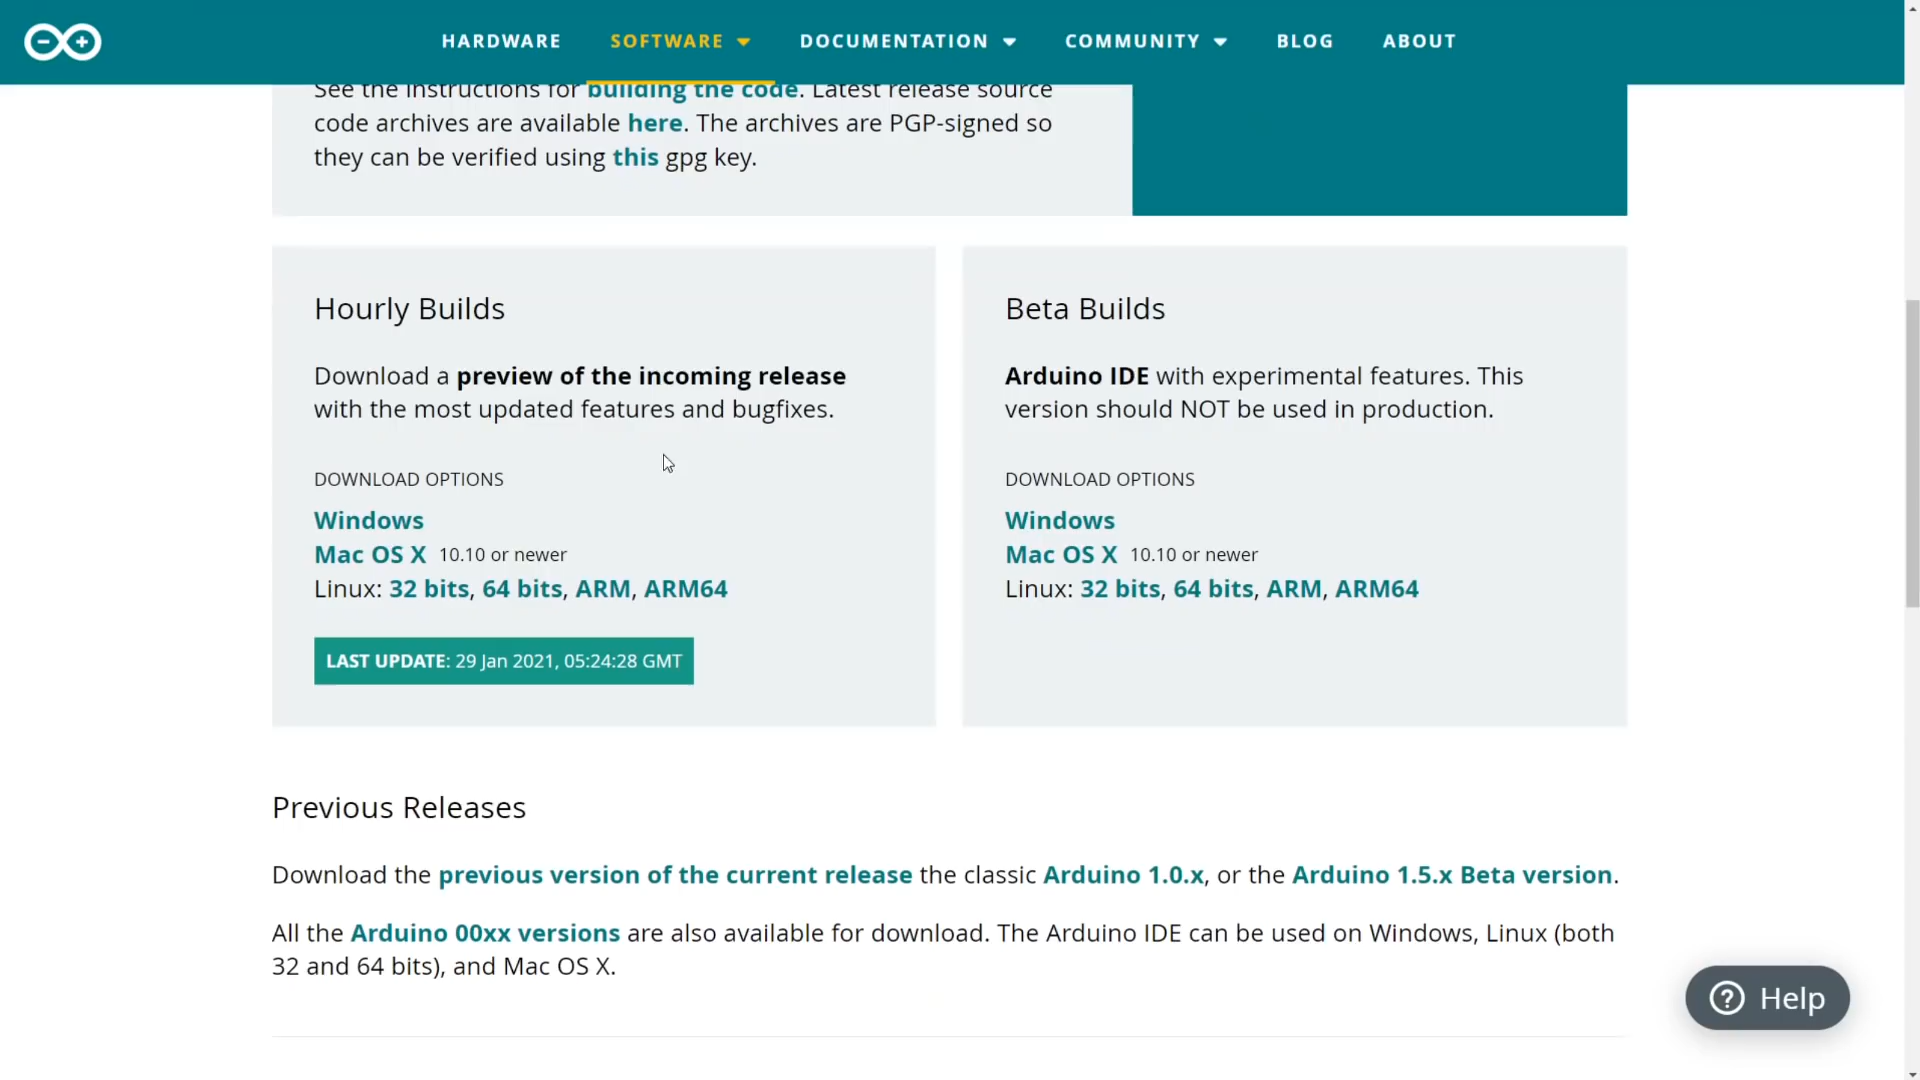 HARDWARE SOFTWARE DOCUMENTATION COMMUNITY BLOG ABOUT
See the instructions for building the code. Latest release source
code archives are available here. The archives are PGP-signed so
they can be verified using this gpg key.
Hourly Builds
Download a preview of the incoming release
with the most updated features and bugfixes.
DOWNLOAD OPTIONS
Windows
Mac OS X 10.10 or newer
Linux: 32 bits, 64 bits, ARM, ARM64
LAST UPDATE: 29 Jan 2021, 05:24:28 GMT
Beta Builds
Arduino IDE with experimental features. This
version should NOT be used in production.
DOWNLOAD OPTIONS
Windows
Mac OS X 10.10 or newer
Linux: 32 bits, 64 bits, ARM, ARM64
Previous Releases
Download the previous version of the current release the classic Arduino 1.0.x, or the Arduino 1.5.x Beta version.
All the Arduino 00xx versions are also available for download. The Arduino IDE can be used on Windows, Linux (both
32 and 64 bits), and Mac OS X.
Help